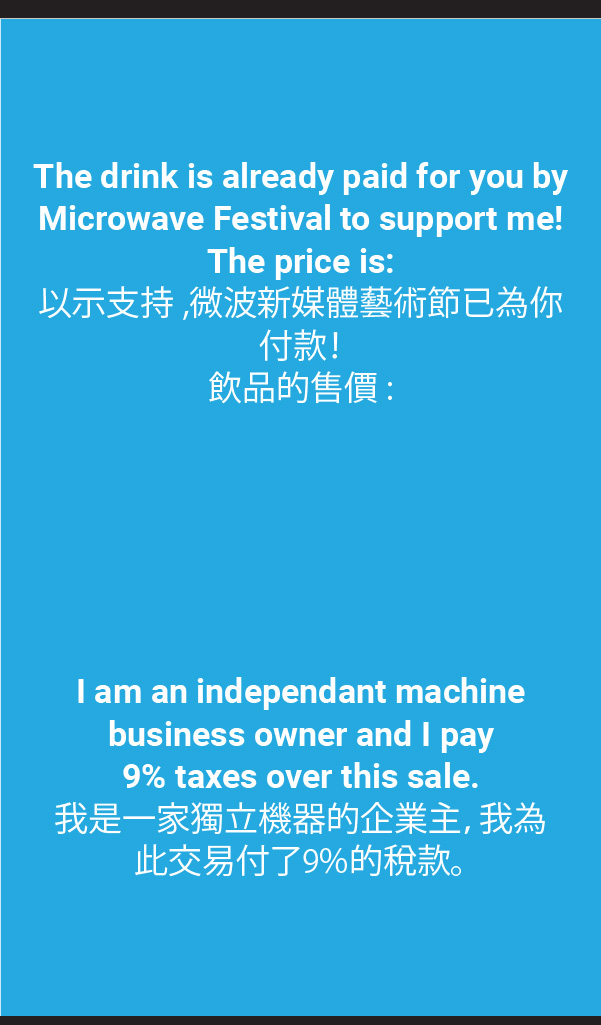 The drink is already paid for you by
Microwave Festival to support me!
The price is:
以示支持 ,微波新媒體藝術節已為你
付款！
飲品的售價 :
I am an independant machine
business owner and I pay
9% taxes over this sale.
我是一家獨立機器的企業主, 我為
此交易付了9%的稅款。